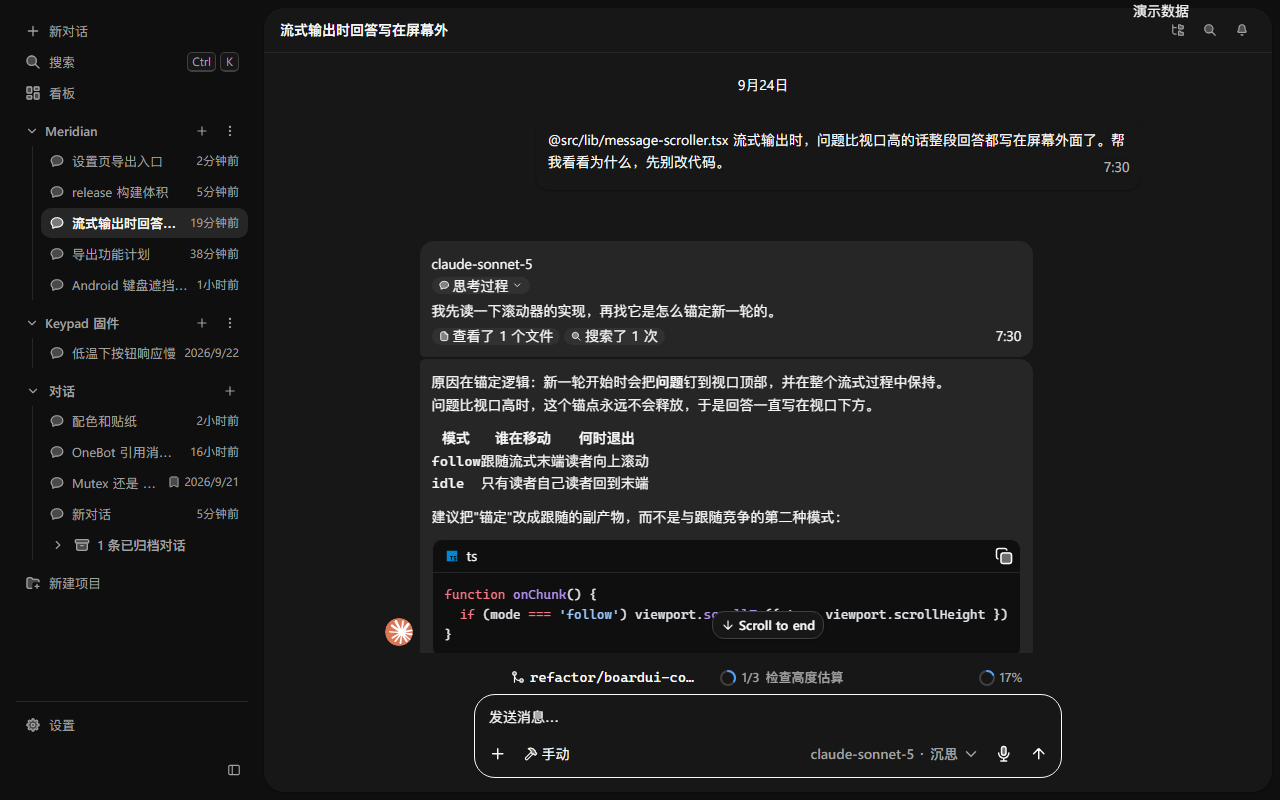 新对话
搜索 Ctrl K
看板
Meridian
设置页导出入口 2分钟前
release 构建体积 5分钟前
流式输出时回答... 19分钟前
导出功能计划 38分钟前
Android 键盘遮挡... 1小时前
Keypad 固件
低温下按钮响应慢 2026/9/22
对话
配色和贴纸 2小时前
OneBot 引用消... 16小时前
Mutex 还是 ... 2026/9/21
新对话 5分钟前
1 条已归档对话
新建项目
设置
演示数据
流式输出时回答写在屏幕外
9月24日
@src/lib/message-scroller.tsx 流式输出时，问题比视口高的话整段回答都写在屏幕外面了。帮
我看看为什么，先别改代码。
7:30
claude-sonnet-5
思考过程
我先读一下滚动器的实现，再找它是怎么锚定新一轮的。
查看了 1 个文件 搜索了 1 次 7:30
原因在锚定逻辑：新一轮开始时会把问题钉到视口顶部，并在整个流式过程中保持。
问题比视口高时，这个锚点永远不会释放，于是回答一直写在视口下方。
模式 谁在移动 何时退出
follow 跟随流式末端 读者向上滚动
idle 只有读者自己 读者回到末端
建议把"锚定"改成跟随的副产物，而不是与跟随竞争的第二种模式：
TS ts
function onChunk() {
if (mode === 'follow') viewport. viewport.scrollHeight })
}
Scroll to end
refactor/boardui-co... 1/3 检查高度估算 17%
发送消息...
手动 claude-sonnet-5 · 沉思